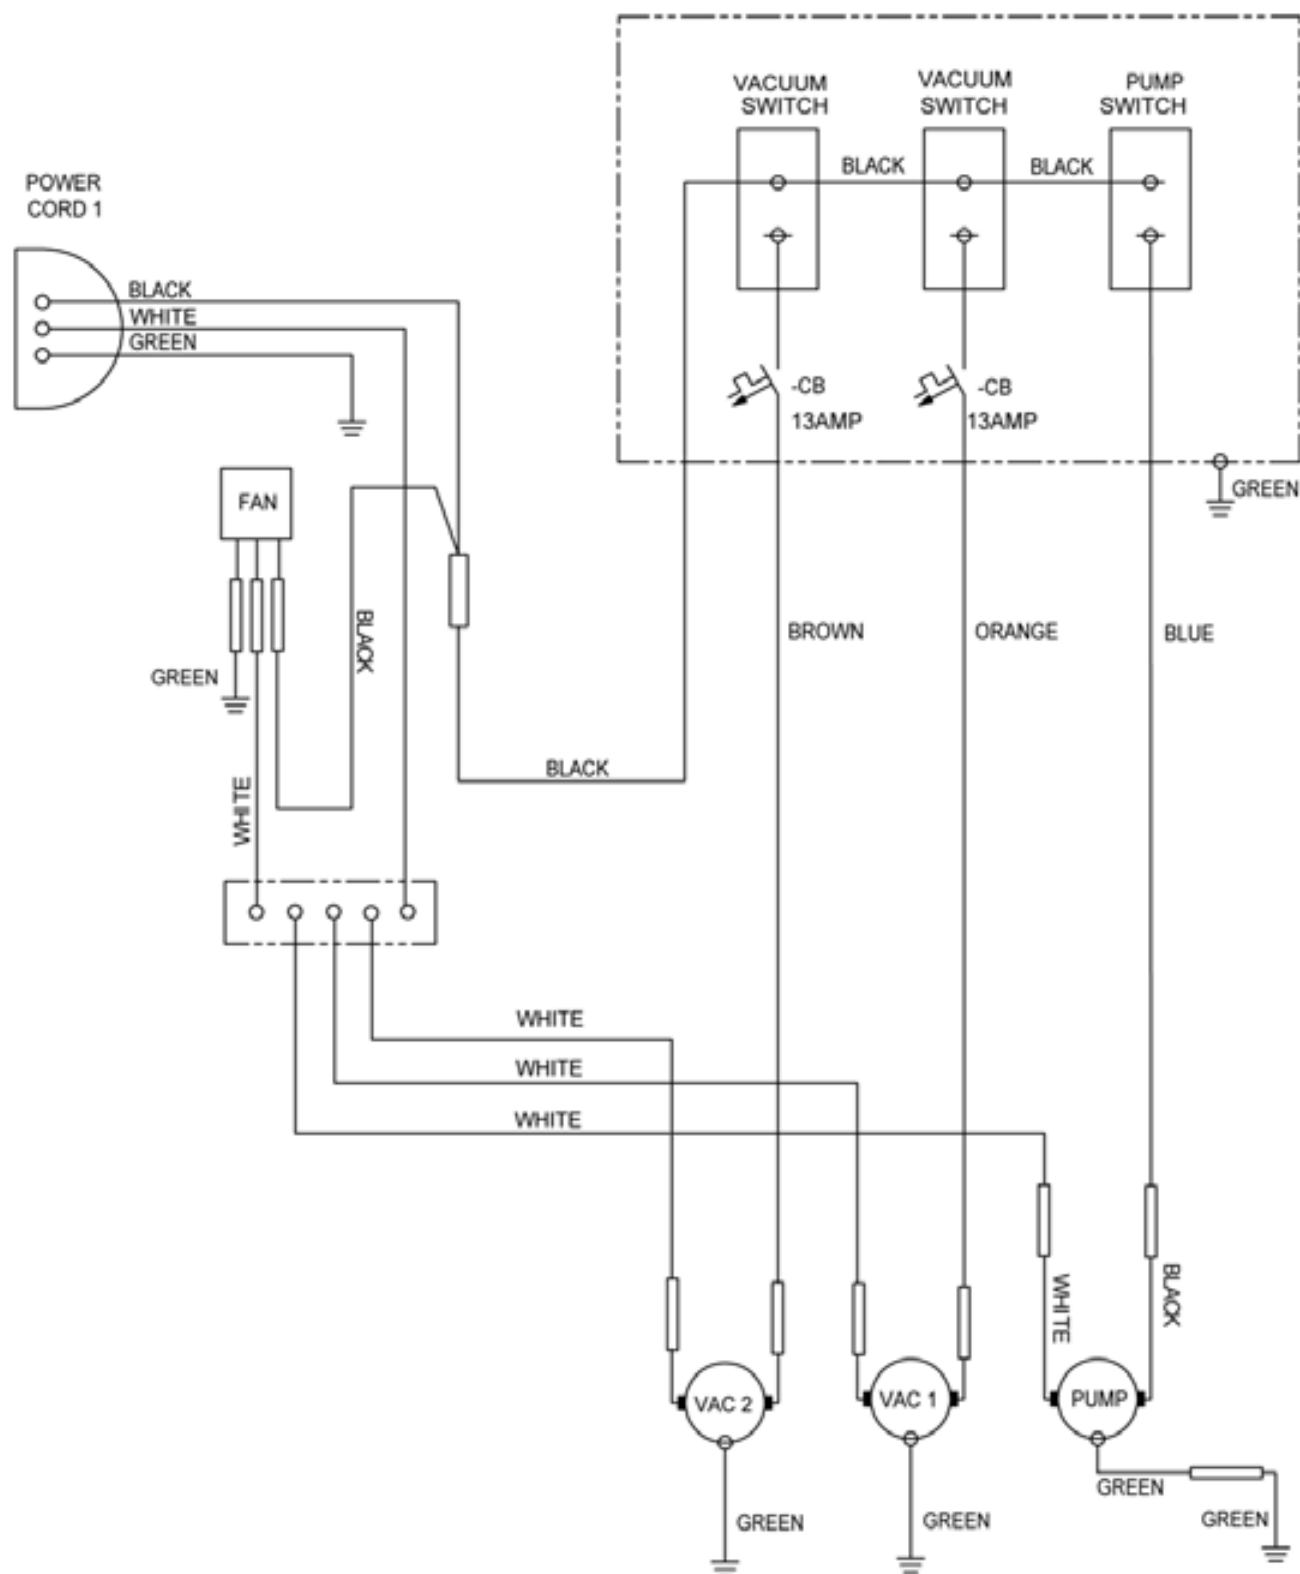 VACUUM
SWITCH
VACUUM
SWITCH
PUMP
SWITCH
BLACK
BLACK
POWER
CORD 1
BLACK
WHITE
GREEN
-CB
13AMP
-CB
13AMP
GREEN
FAN
BLACK
BROWN
ORANGE
BLUE
GREEN
BLACK
WHITE
WHITE
WHITE
WHITE
WHITE
BLACK
VAC 2
VAC 1
PUMP
GREEN
GREEN
GREEN
GREEN